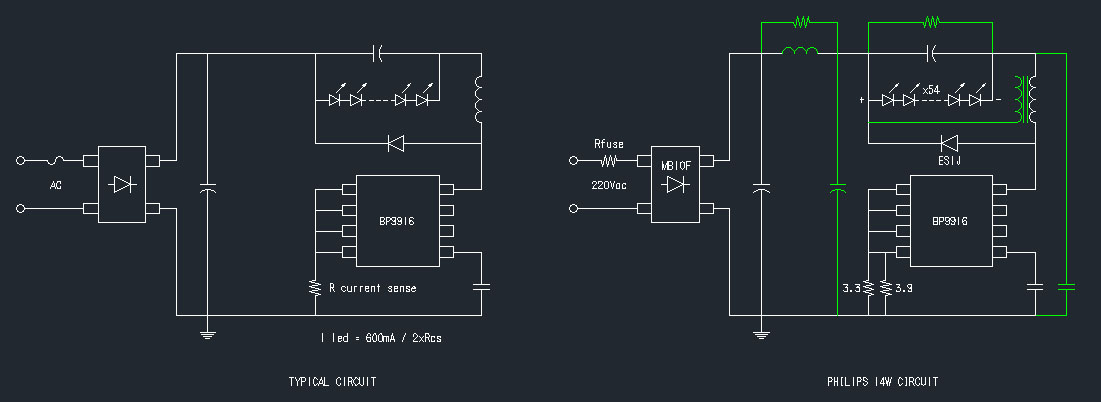 AC
BP9916
R current sense
I led = 600mA / 2xRcs
TYPICAL CIRCUIT
Rfuse
220Vac
MB10F
+
x54
-
ES1J
BP9916
3.3
3.9
PHILIPS 14W CIRCUIT